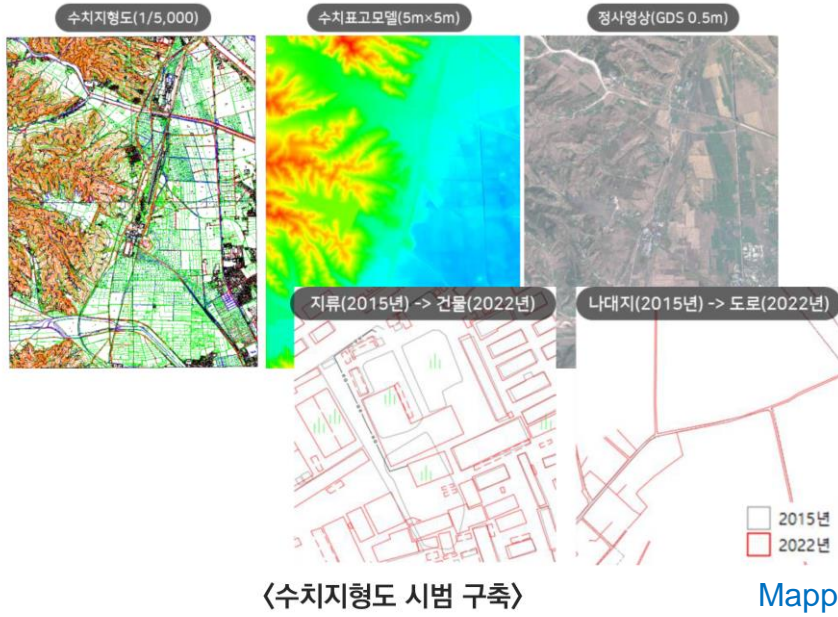 수치지형도(1/5,000)
수치표고모델(5m×5m)
정사영상(GDS 0.5m)
지류(2015년) -> 건물(2022년)
나대지(2015년) -> 도로(2022년)
2015년
2022년
<수치지형도 시범 구축>
Mapp